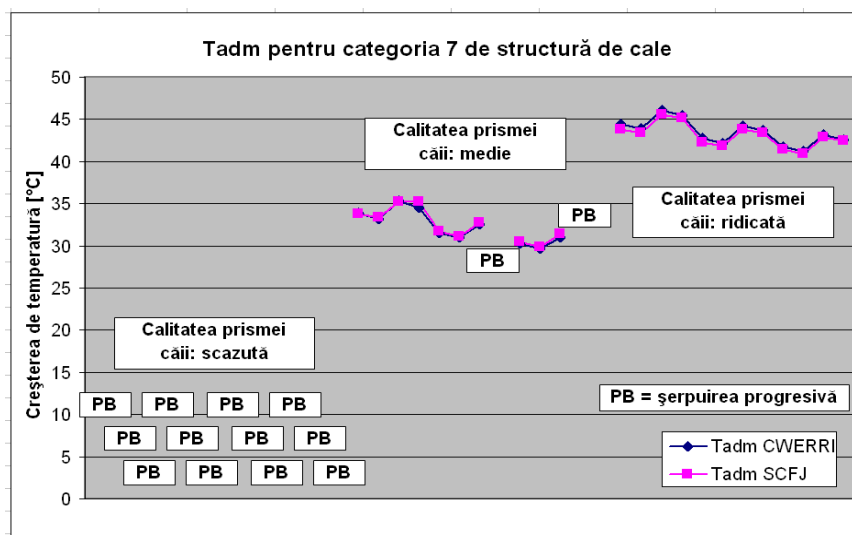 Tadm pentru categoria 7 de structură de cale
Creşterea de temperatură [°C]
50
45
40
35
30
25
20
15
10
5
0
Calitatea prismei
căii: medie
Calitatea prismei
căii: ridicată
PB
PB
Calitatea prismei
căii: scazută
PB PB PB PB
PB PB PB PB
PB PB PB PB
PB = şerpuirea progresivă
Tadm CWERRI
Tadm SCFJ